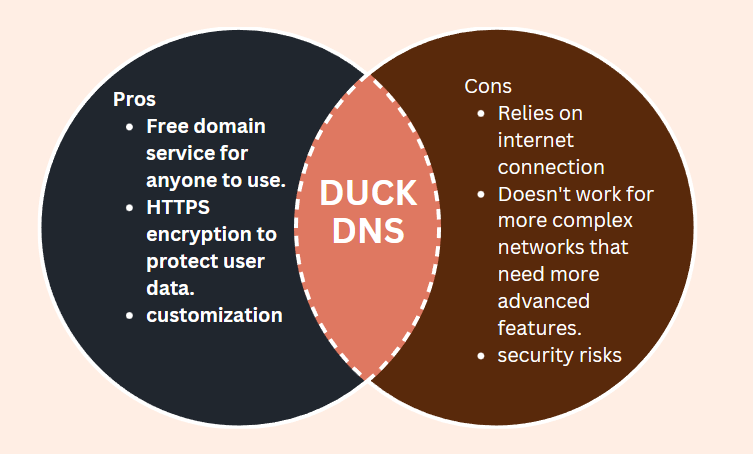 Pros
• Free domain
service for
anyone to use.
• HTTPS
encryption to
protect user
data.
• customization
DUCK
DNS
Cons
• Relies on
internet
connection
• Doesn't work for
more complex
networks that
need more
advanced
features.
• security risks